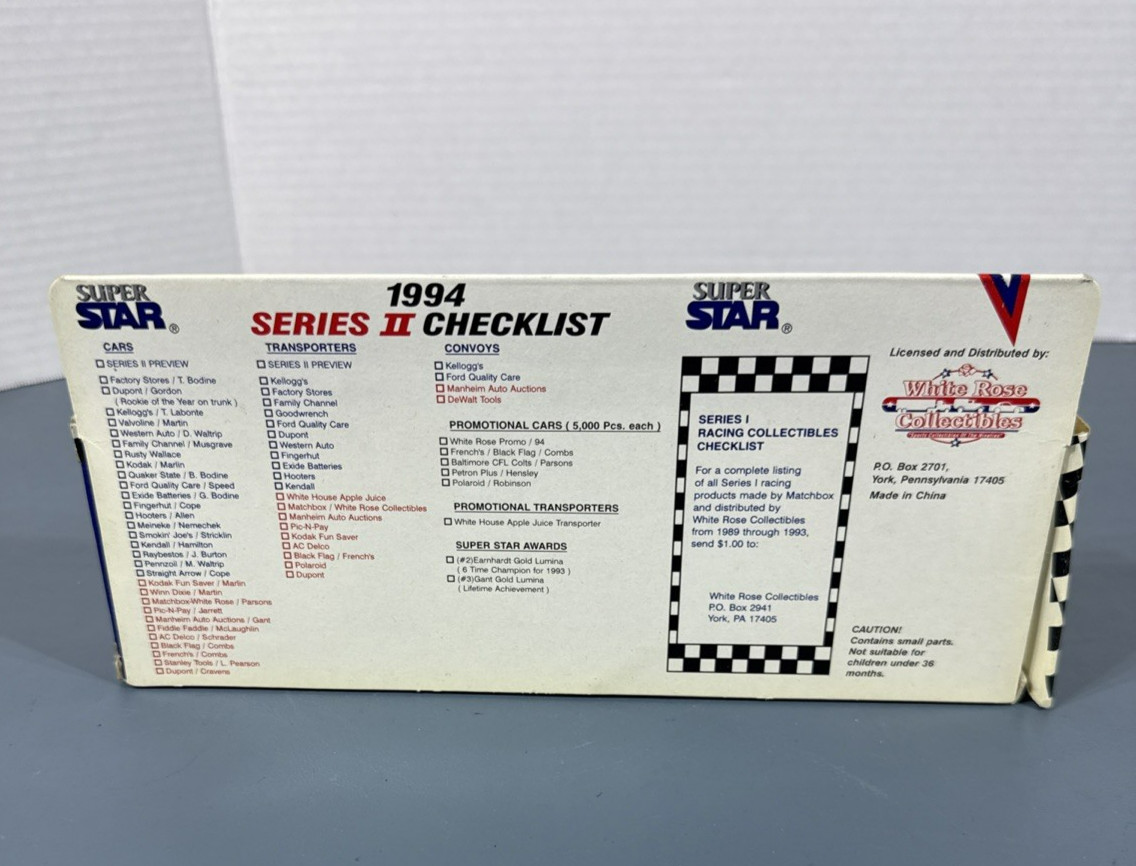 SUPER
STAR®
1994
SERIES II CHECKLIST
CARS
SERIES II PREVIEW
Factory Stores / T. Bodine
Dupont / Gordon
( Rookie of the Year on trunk )
Kellogg's / T. Labonte
Valvoline / Martin
Western Auto / D. Waltrip
Family Channel / Musgrave
Rusty Wallace
Kodak / Marlin
Quaker State / B. Bodine
Ford Quality Care / Speed
Exide Batteries / G. Bodine
Fingerhut / Cope
Hooters / Allen
Meineke / Nemechek
Smokin' Joe's / Stricklin
Kendall / Hamilton
Raybestos / J. Burton
Pennzoil / M. Waltrip
Straight Arrow / Cope
Kodak Fun Saver / Marlin
Winn Dixie / Martin
Matchbox-White Rose / Parsons
Pic-N-Pay / Jarrett
Manheim Auto Auctions / Gant
Fiddle Faddle / McLaughlin
AC Delco / Schrader
Black Flag / Combs
French's / Combs
Stanley Tools / L. Pearson
Dupont / Cravens
TRANSPORTERS
SERIES II PREVIEW
Kellogg's
Factory Stores
Family Channel
Goodwrench
Ford Quality Care
Dupont
Western Auto
Fingerhut
Exide Batteries
Hooters
Kendall
White House Apple Juice
Matchbox / White Rose Collectibles
Manheim Auto Auctions
Pic-N-Pay
Kodak Fun Saver
AC Delco
Black Flag / French's
Polaroid
Dupont
CONVOYS
Kellogg's
Ford Quality Care
Manheim Auto Auctions
DeWalt Tools
PROMOTIONAL CARS ( 5,000 Pcs. each )
White Rose Promo / 94
French's / Black Flag / Combs
Baltimore CFL Colts / Parsons
Petron Plus / Hensley
Polaroid / Robinson
PROMOTIONAL TRANSPORTERS
White House Apple Juice Transporter
SUPER STAR AWARDS
(#2)Earnhardt Gold Lumina
( 6 Time Champion for 1993 )
(#3)Gant Gold Lumina
( Lifetime Achievement )
SUPER
STAR®
SERIES I
RACING COLLECTIBLES
CHECKLIST
For a complete listing
of all Series I racing
products made by Matchbox
and distributed by
White Rose Collectibles
from 1989 through 1993,
send $1.00 to:
White Rose Collectibles
P.O. Box 2941
York, PA 17405
Licensed and Distributed by:
White Rose
Collectibles
P.O. Box 2701,
York, Pennsylvania 17405
Made in China
CAUTION!
Contains small parts.
Not suitable for
children under 36
months.